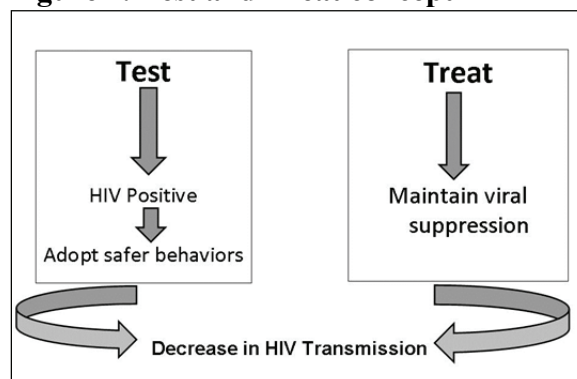 Test
HIV Positive
Adopt safer behaviors
Treat
Maintain viral
suppression
Decrease in HIV Transmission